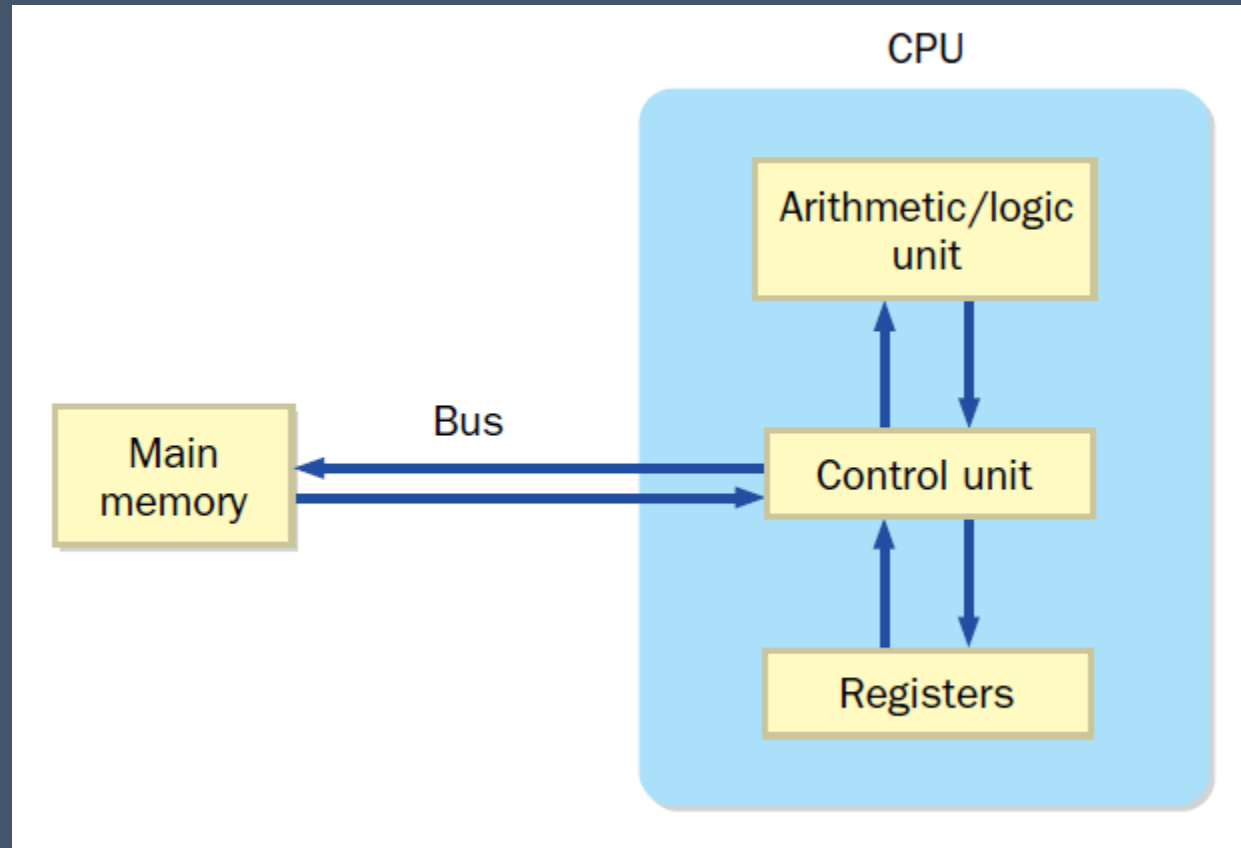 CPU
Arithmetic/logic
unit
Bus
Main
memory
Control unit
Registers